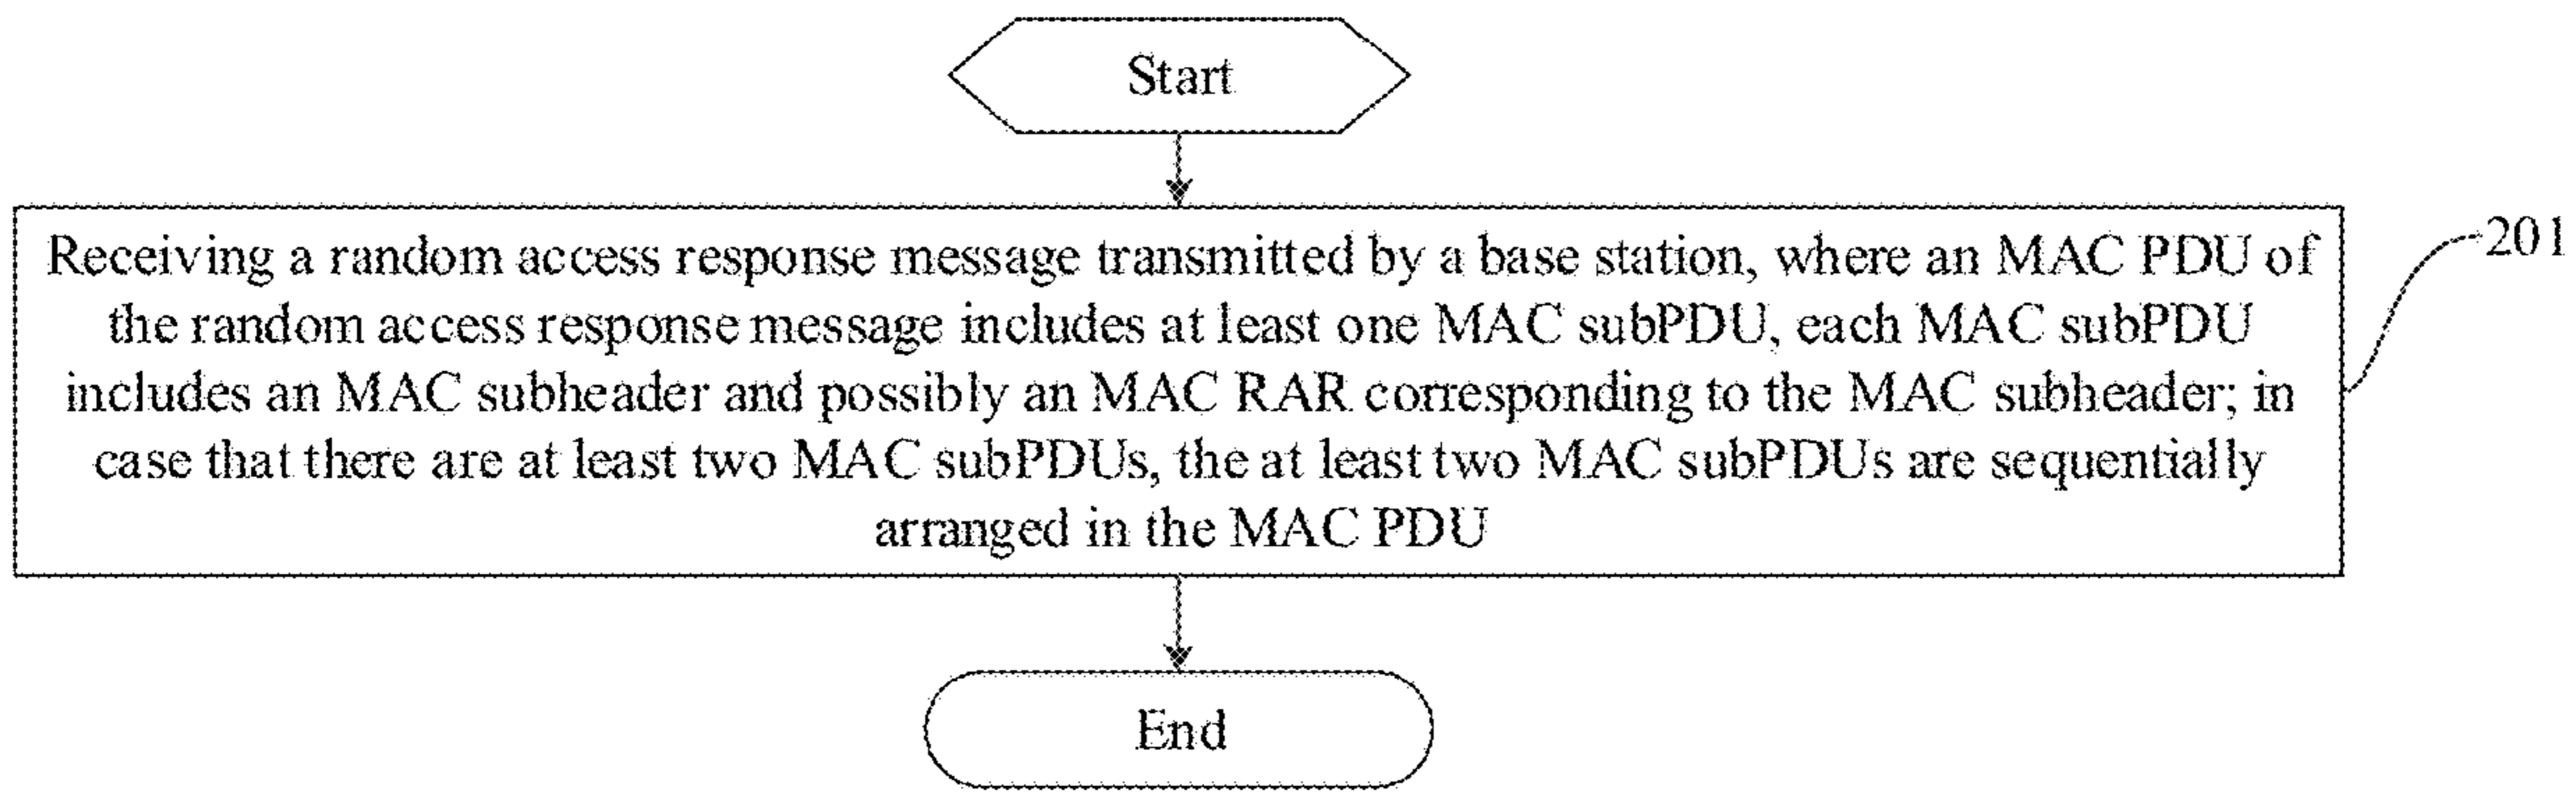 Start
Receiving a random access response message transmitted by a base station, where an MAC PDU of
the random access response message includes at least one MAC subPDU, each MAC subPDU
includes an MAC subheader and possibly an MAC RAR corresponding to the MAC subheader; in
case that there are at least two MAC subPDUs, the at least two MAC subPDUs are sequentially
arranged in the MAC PDU
201
End